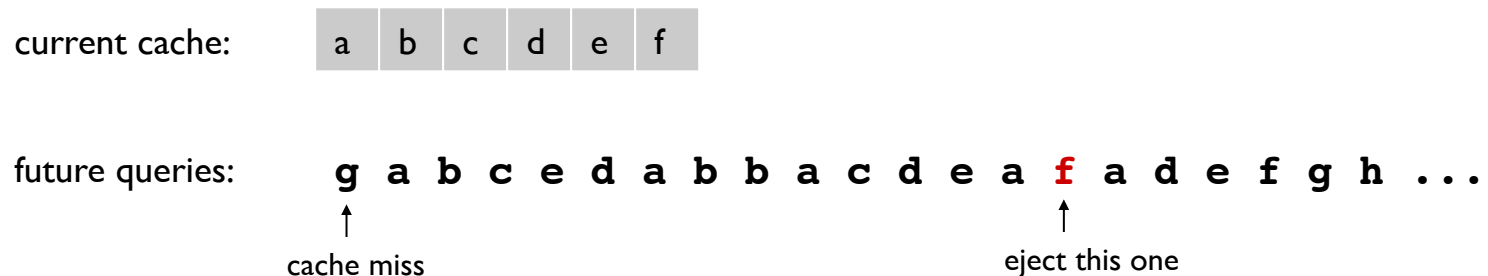 current cache: a b c d e f
future queries: g a b c e d a b b a c d e a f a d e f g h ...
cache miss eject this one